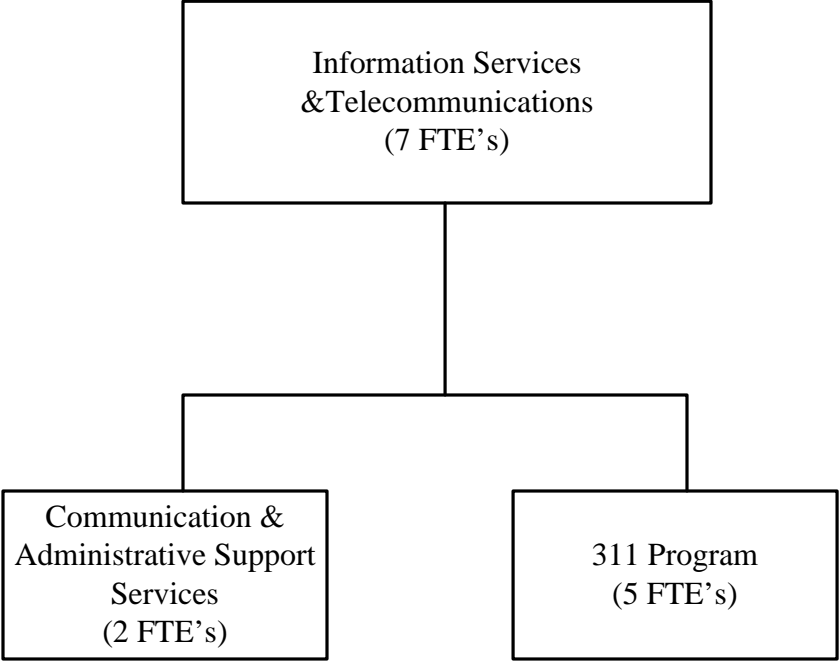 Information Services
&Telecommunications
(7 FTE’s)
Communication &
Administrative Support
Services
(2 FTE’s)
311 Program
(5 FTE’s)